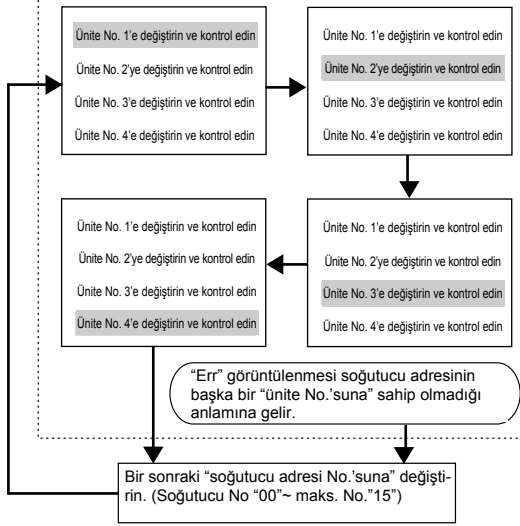 Ünite No. 1'e değiştirin ve kontrol edin
Ünite No. 2'ye değiştirin ve kontrol edin
Ünite No. 3'e değiştirin ve kontrol edin
Ünite No. 4'e değiştirin ve kontrol edin
Ünite No. 1'e değiştirin ve kontrol edin
Ünite No. 2'ye değiştirin ve kontrol edin
Ünite No. 3'e değiştirin ve kontrol edin
Ünite No. 4'e değiştirin ve kontrol edin
Ünite No. 1'e değiştirin ve kontrol edin
Ünite No. 2'ye değiştirin ve kontrol edin
Ünite No. 3'e değiştirin ve kontrol edin
Ünite No. 4'e değiştirin ve kontrol edin
Ünite No. 1'e değiştirin ve kontrol edin
Ünite No. 2'ye değiştirin ve kontrol edin
Ünite No. 3'e değiştirin ve kontrol edin
Ünite No. 4'e değiştirin ve kontrol edin
“Err” görüntülenmesi soğutucu adresinin
başka bir “ünite No.'suna” sahip olmadığı
anlamına gelir.
Bir sonraki “soğutucu adresi No.'suna” değişti-
rin. (Soğutucu No “00”~ maks. No.”15”)